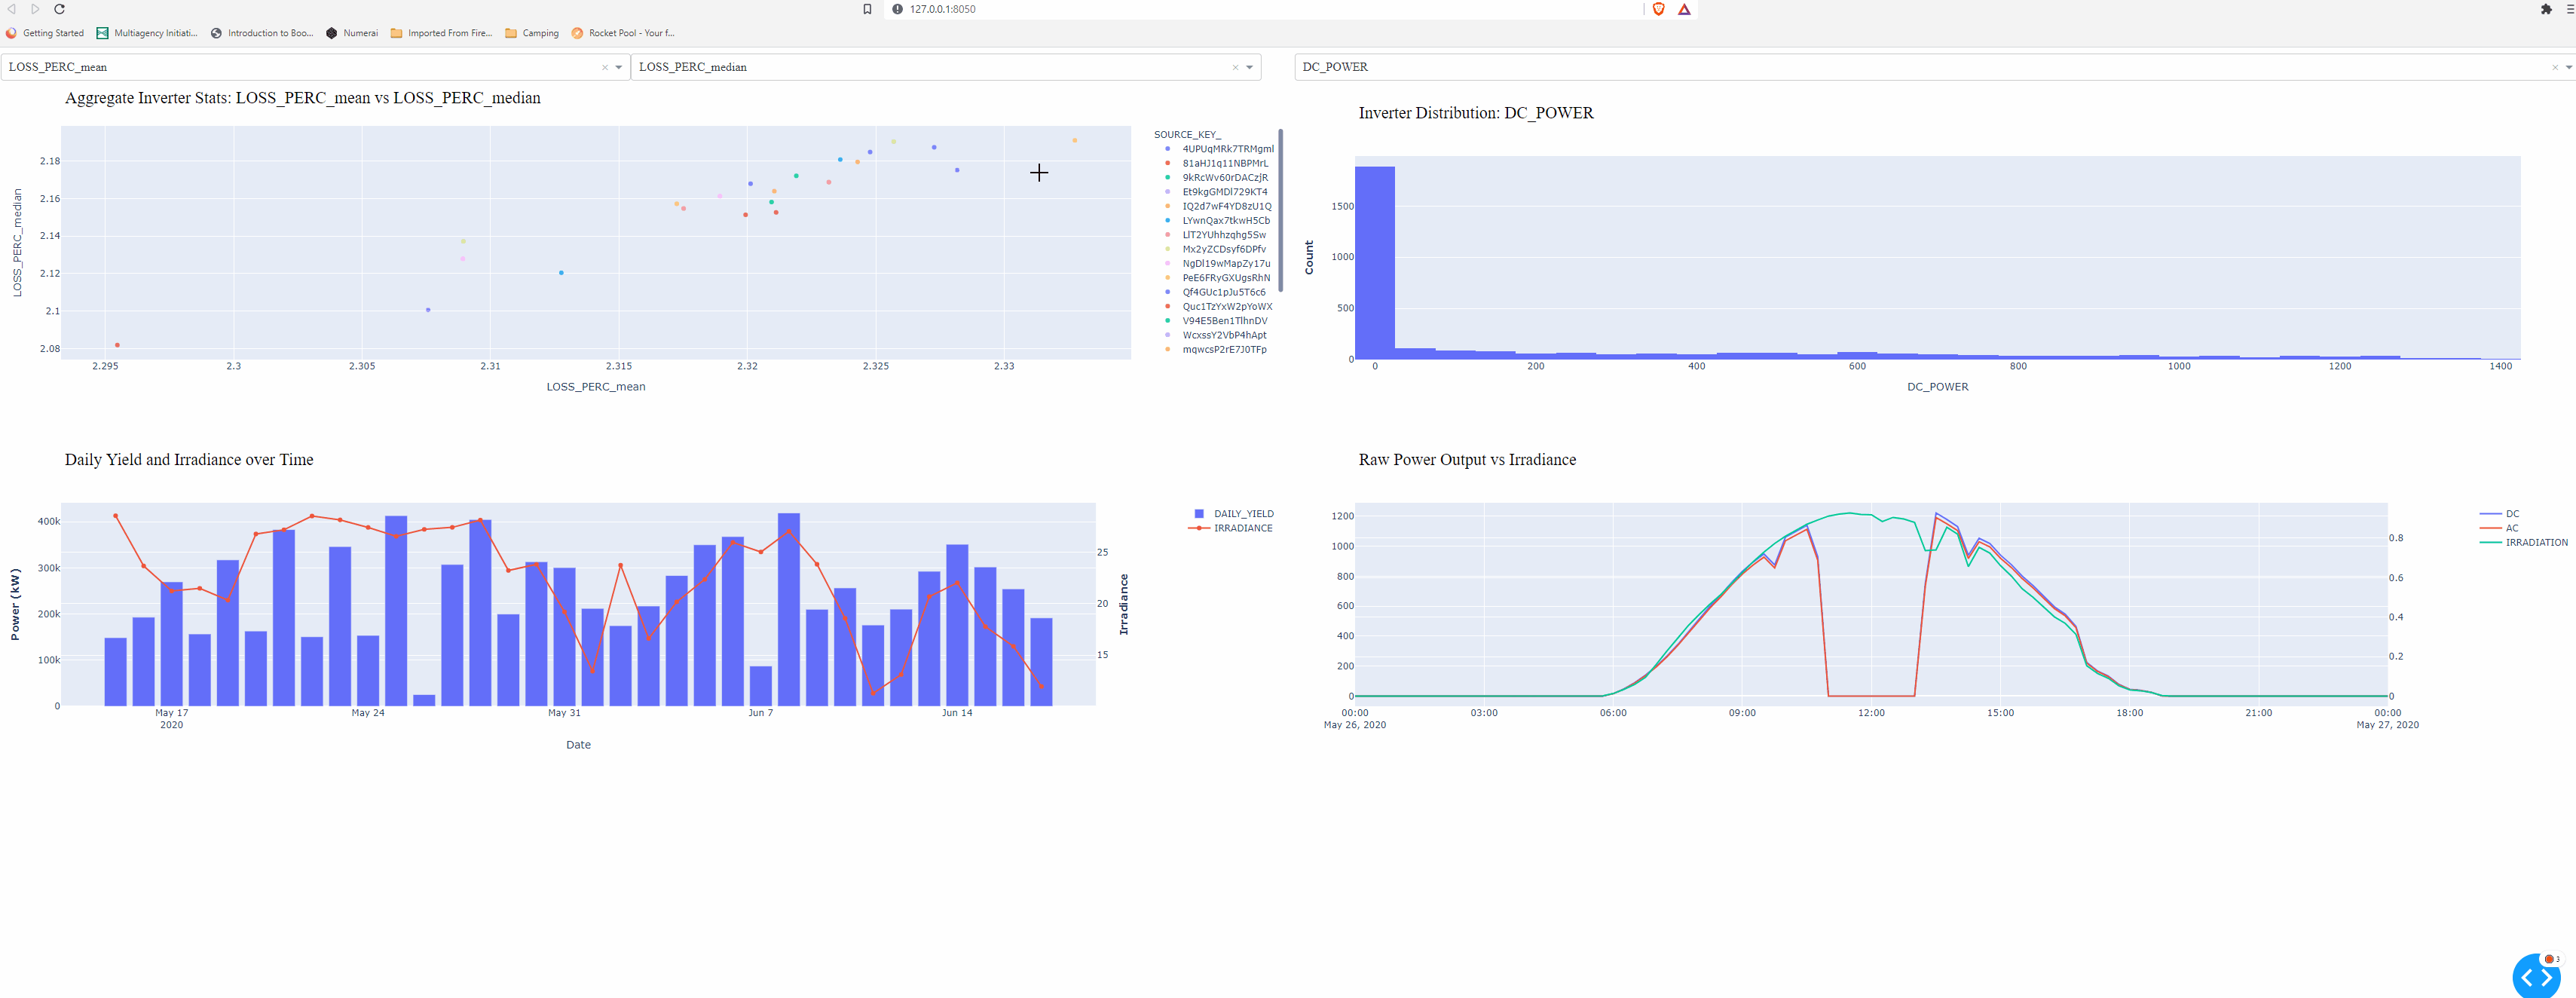 127.0.0.1:8050
Getting Started
Multiagency Initiati...
Introduction to Boo...
Numerai
Imported From Fire...
Camping
Rocket Pool - Your f...
LOSS_PERC_mean
LOSS_PERC_median
DC_POWER
Aggregate Inverter Stats: LOSS_PERC_mean vs LOSS_PERC_median
2.18
2.16
2.14
2.12
2.1
2.08
LOSS_PERC_median
2.295 2.3 2.305 2.31 2.315 2.32 2.325 2.33
LOSS_PERC_mean
SOURCE_KEY_
4UPUqMRk7TRMgml
81aHJ1q11NBPMrL
9kRcWv60rDACzjR
Et9kgGMDl729KT4
IQ2d7wF4YD8zU1Q
LYwnQax7tkwH5Cb
LlT2YUhhzqhg5Sw
Mx2yZCDsyf6DPfv
NgDl19wMapZy17u
PeE6FRyGXUgsRhN
Qf4GUc1pJu5T6c6
Quc1TzYxW2pYoWX
V94E5Ben1TlhnDV
WcxssY2VbP4hApt
mqwcsP2rE7J0TFp
Inverter Distribution: DC_POWER
1500
1000
500
0
Count
0 200 400 600 800 1000 1200 1400
DC_POWER
Daily Yield and Irradiance over Time
400k
300k
200k
100k
0
Power (kW)
May 17 May 24 May 31 Jun 7 Jun 14
2020
Date
25
20
15
Irradiance
DAILY_YIELD
IRRADIANCE
Raw Power Output vs Irradiance
1200
1000
800
600
400
200
0
00:00 03:00 06:00 09:00 12:00 15:00 18:00 21:00 00:00
May 26, 2020 May 27, 2020
0.8
0.6
0.4
0.2
0
DC
AC
IRRADIATION
3